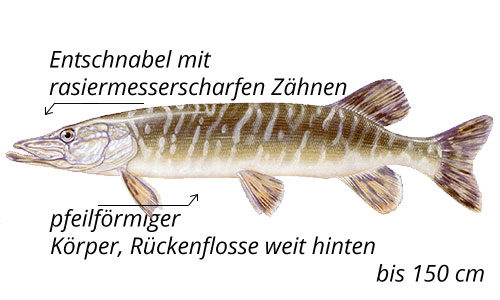 Entschnabel mit
rasiermesserscharfen Zähnen
pfeilförmiger
Körper, Rückenflosse weit hinten
bis 150 cm